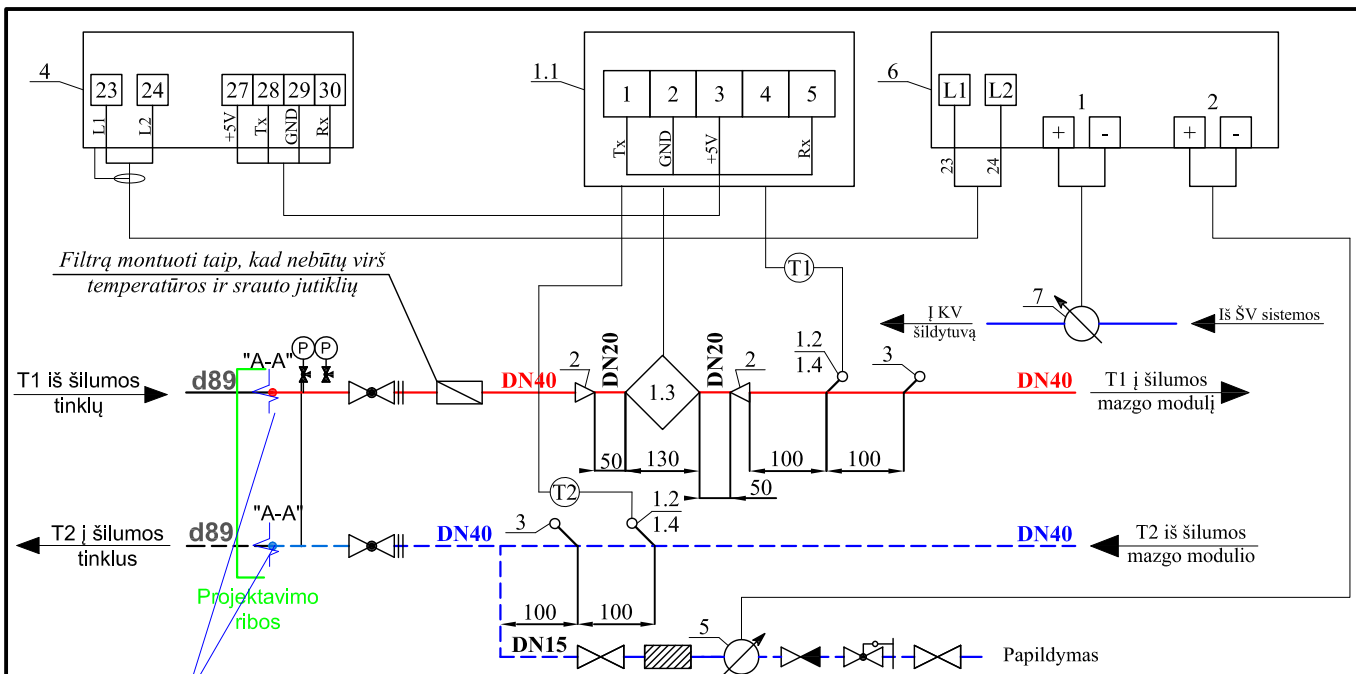 4
23
24
27
28
29
30
L1
L2
+5V
Tx
GND
Rx
1.1
1
2
3
4
5
Tx
GND
+5V
Rx
6
L1
L2
1
2
+
-
+
-
23
24
Filtrą montuoti taip, kad nebūtų virš
temperatūros ir srauto jutiklių
T1
7
Į KV
šildytuvą
Iš ŠV sistemos
"A-A"
P
P
d89
T1 iš šilumos
tinklų
DN40
2
DN20
1.3
DN20
2
1.2
1.4
3
DN40
T1 į šilumos
mazgo modulį
50
130
100
100
50
T2
"A-A"
d89
T2 į šilumos
tinklus
DN40
3
1.2
1.4
DN40
T2 iš šilumos
mazgo modulio
Projektavimo
ribos
100
100
DN15
5
Papildymas